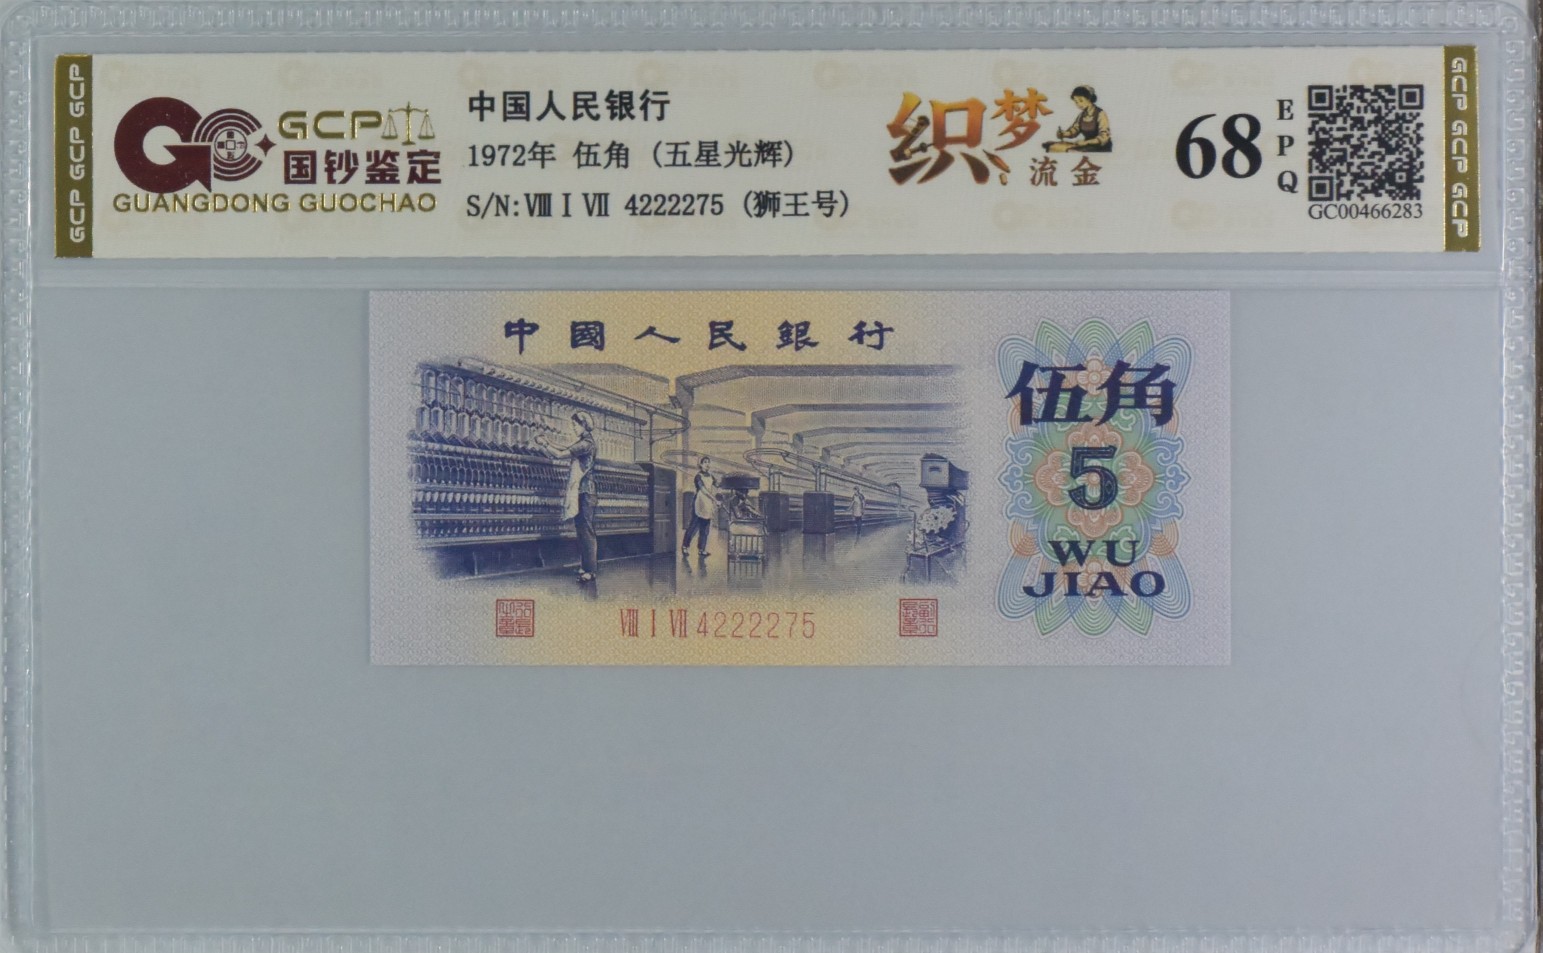 GCP GCP GCP
GCP
国钞鉴定
GUANGDONG GUOCHAO
中国人民银行
1972年 伍角 (五星光辉)
S/N:Ⅷ Ⅰ Ⅶ 4222275 (狮王号)
织梦
流金
68
EPQ
GC00466283
GCP GCP GCP
中國人民銀行
伍角
5
WU
JIAO
Ⅷ Ⅰ Ⅶ 4222275